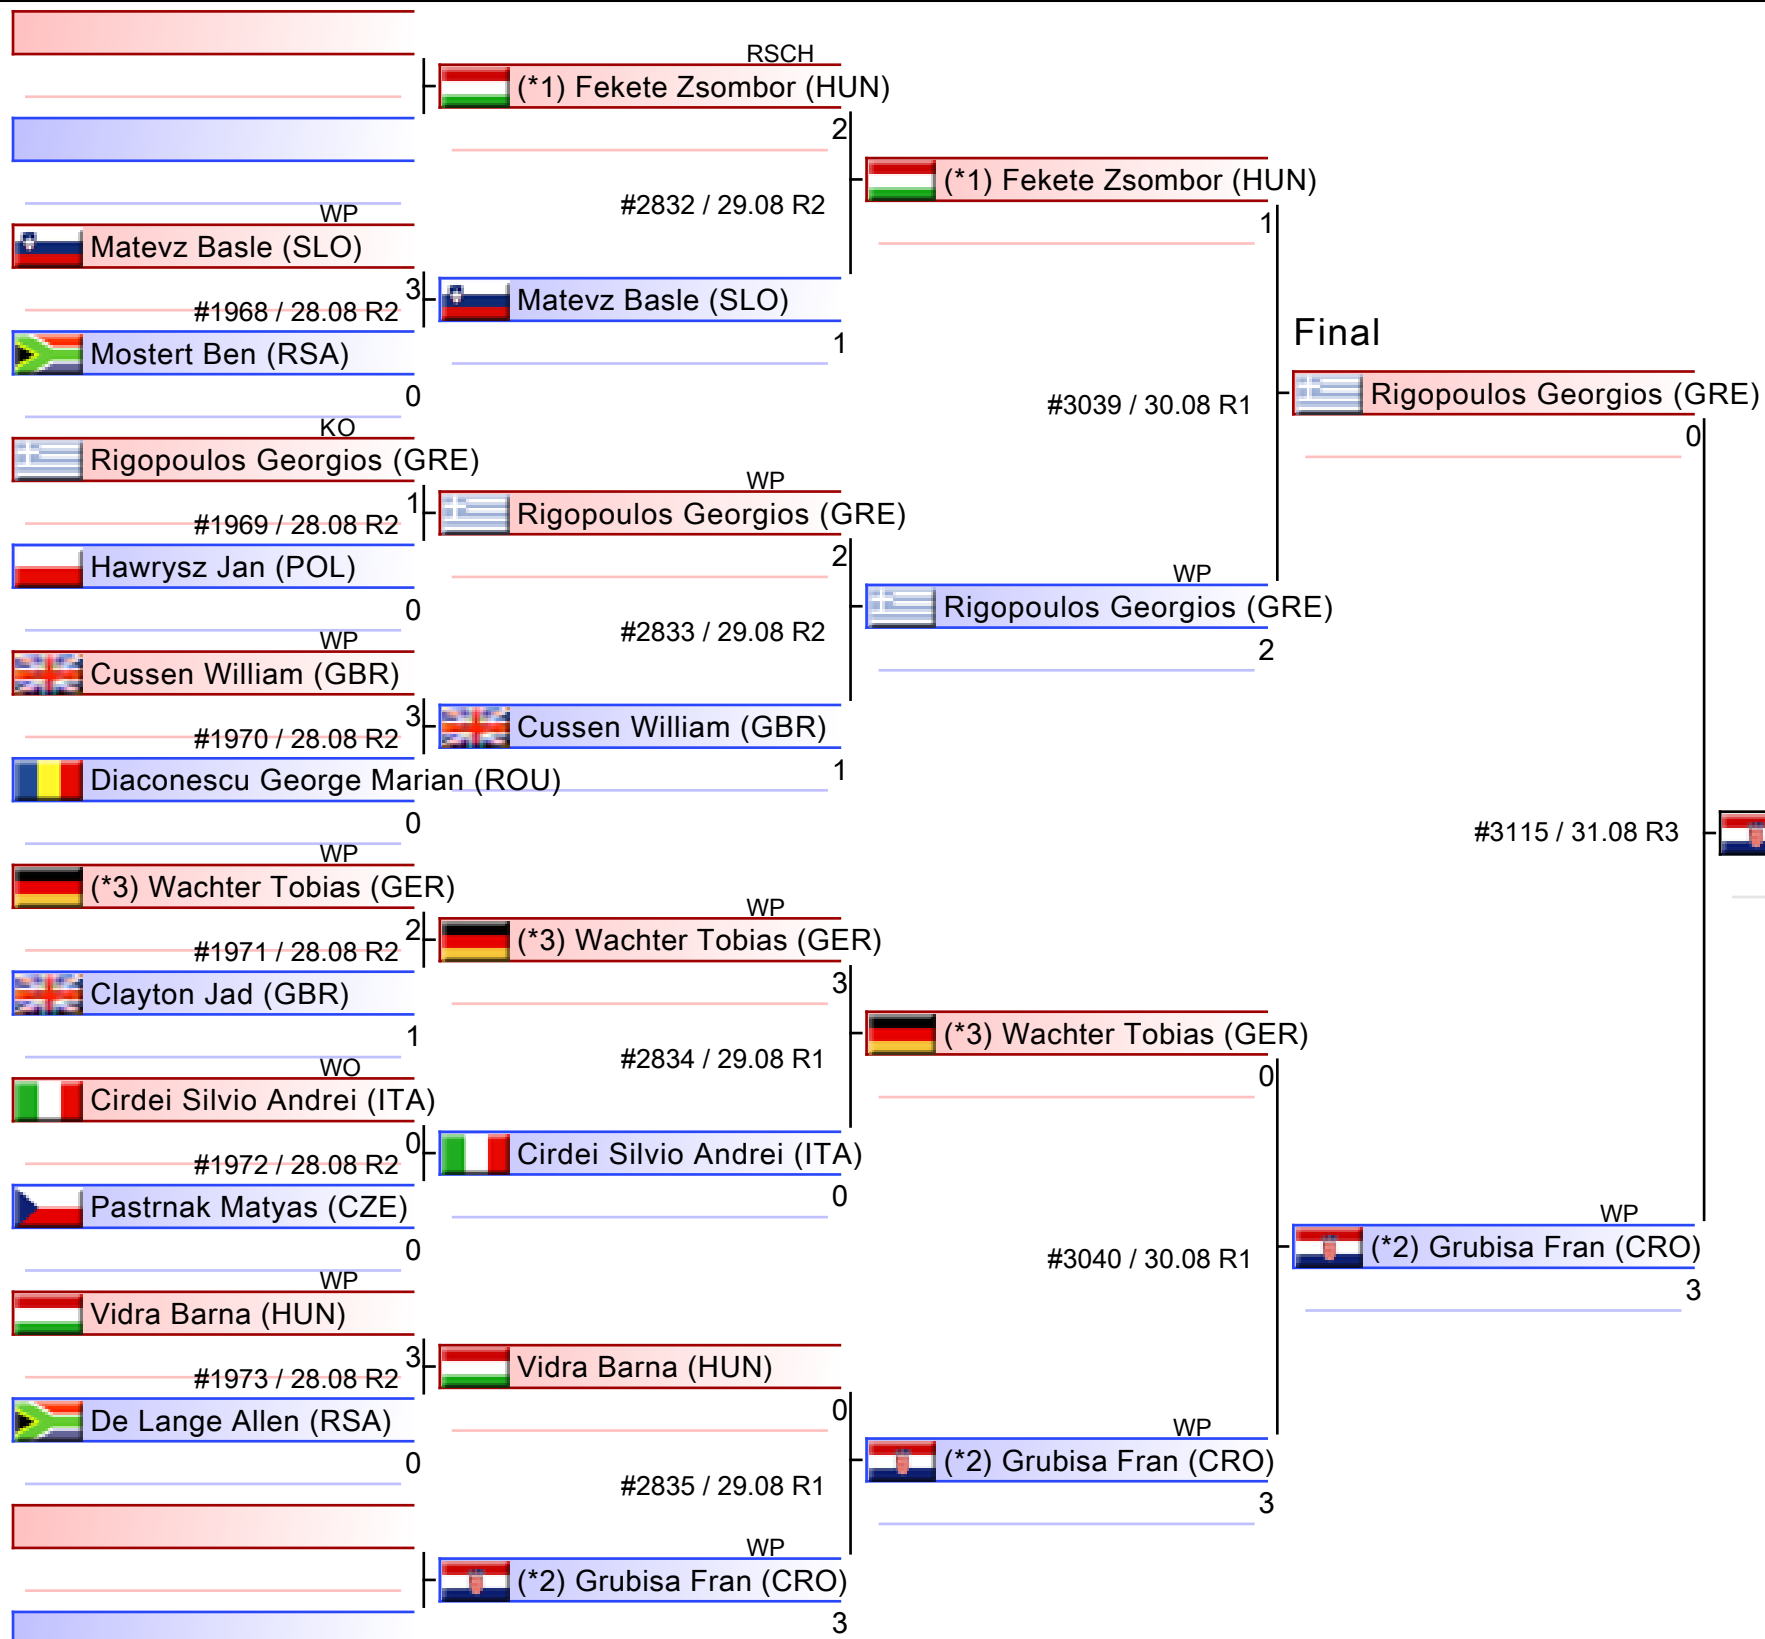 RSCH
(*1) Fekete Zsombor (HUN)
2
(*1) Fekete Zsombor (HUN)
#2832 / 29.08 R2
WP
1
Matevz Basle (SLO)
3
Matevz Basle (SLO)
#1968 / 28.08 R2
Final
Mostert Ben (RSA)
1
0
Rigopoulos Georgios (GRE)
#3039 / 30.08 R1
KO
0
Rigopoulos Georgios (GRE)
WP
1
Rigopoulos Georgios (GRE)
#1969 / 28.08 R2
2
Hawrysz Jan (POL)
WP
0
Rigopoulos Georgios (GRE)
#2833 / 29.08 R2
WP
2
Cussen William (GBR)
3
Cussen William (GBR)
#1970 / 28.08 R2
1
Diaconescu George Marian (ROU)
0
#3115 / 31.08 R3
WP
(*3) Wachter Tobias (GER)
WP
2
(*3) Wachter Tobias (GER)
#1971 / 28.08 R2
3
Clayton Jad (GBR)
1
(*3) Wachter Tobias (GER)
#2834 / 29.08 R1
WO
0
Cirdei Silvio Andrei (ITA)
0
Cirdei Silvio Andrei (ITA)
#1972 / 28.08 R2
0
Pastrnak Matyas (CZE)
WP
0
(*2) Grubisa Fran (CRO)
#3040 / 30.08 R1
WP
3
Vidra Barna (HUN)
3
Vidra Barna (HUN)
#1973 / 28.08 R2
0
De Lange Allen (RSA)
WP
0
(*2) Grubisa Fran (CRO)
#2835 / 29.08 R1
3
WP
(*2) Grubisa Fran (CRO)
3